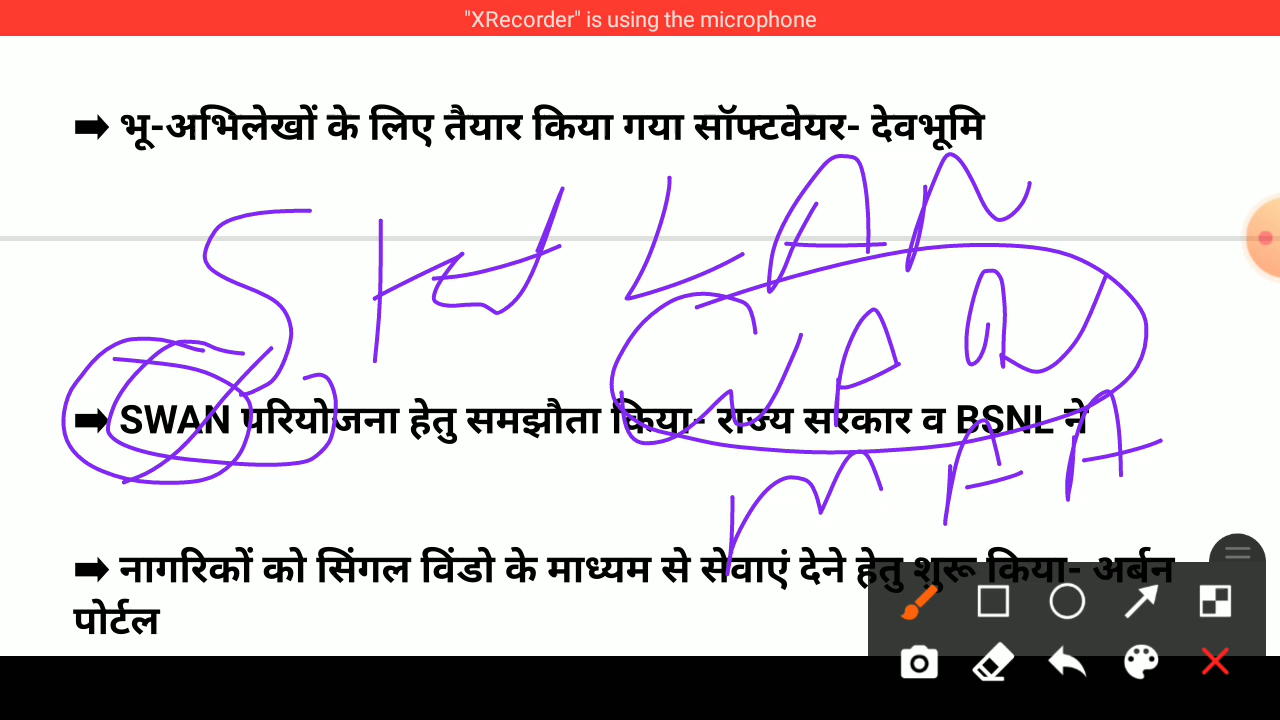 "XRecorder" is using the microphone
➡ भू-अभिलेखों के लिए तैयार किया गया सॉफ्टवेयर- देवभूमि
LAN
WAN
➡ SWAN परियोजना हेतु समझौता किया- राज्य सरकार व BSNL ने
➡ नागरिकों को सिंगल विंडो के माध्यम से सेवाएं देने हेतु शुरू किया- अर्बन
पोर्टल